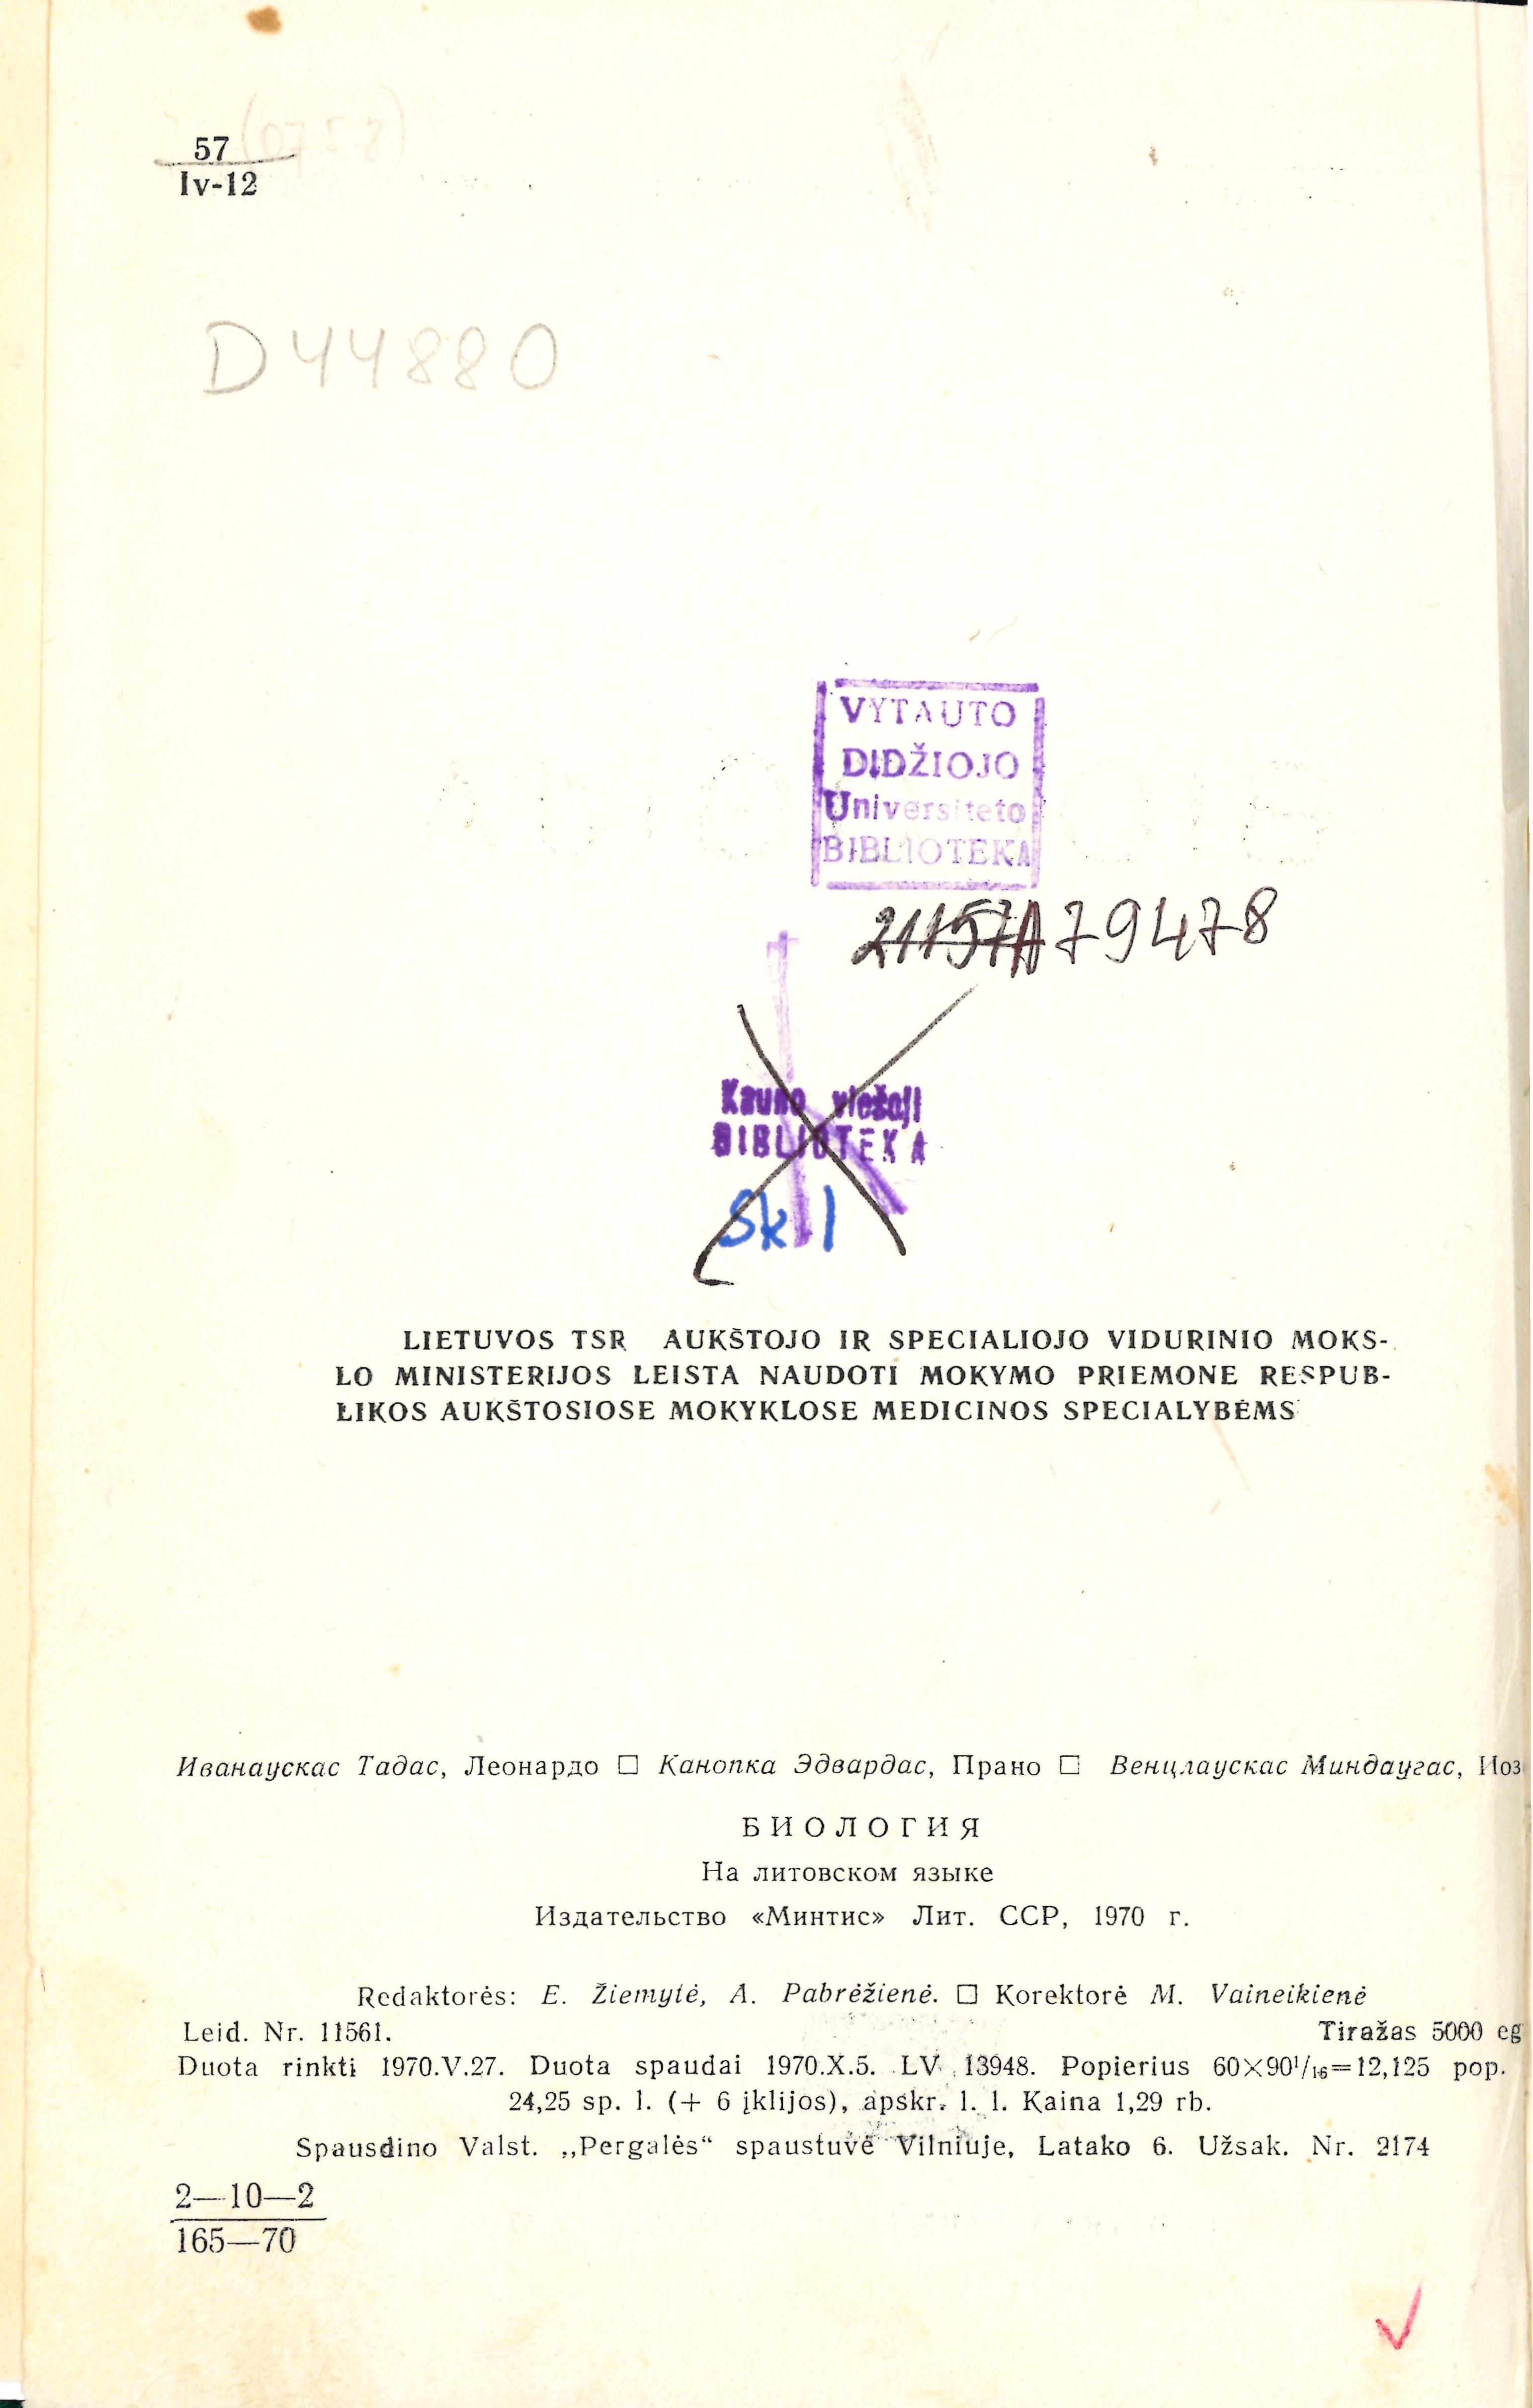 57
Iv-12
D44880
VYTAUTO
DIDŽIOJO
Universiteto
BIBLIOTEKA
21157A 79478
Kauno viešoji
BIBLIOTEKA
Sk 1
LIETUVOS TSR AUKŠTOJO IR SPECIALIOJO VIDURINIO MOKS-
LO MINISTERIJOS LEISTA NAUDOTI MOKYMO PRIEMONE RESPUB-
LIKOS AUKŠTOSIOSE MOKYKLOSE MEDICINOS SPECIALYBĖMS
Иванаускас Тадас, Леонардо □ Канопка Эдвардас, Прано □ Венцлаускас Миндаугас, Иоз
БИОЛОГИЯ
На литовском языке
Издательство «Минтис» Лит. ССР, 1970 г.
Redaktorės: E. Žiemytė, A. Pabrėžienė. □ Korektorė M. Vaineikienė
Leid. Nr. 11561. Tiražas 5000 eg
Duota rinkti 1970.V.27. Duota spaudai 1970.X.5. LV 13948. Popierius 60×90¹/₁₆=12,125 pop.
24,25 sp. l. (+ 6 įklijos), apskr. l. l. Kaina 1,29 rb.
Spausdino Valst. „Pergalės“ spaustuvė Vilniuje, Latako 6. Užsak. Nr. 2174
2—10—2
165—70